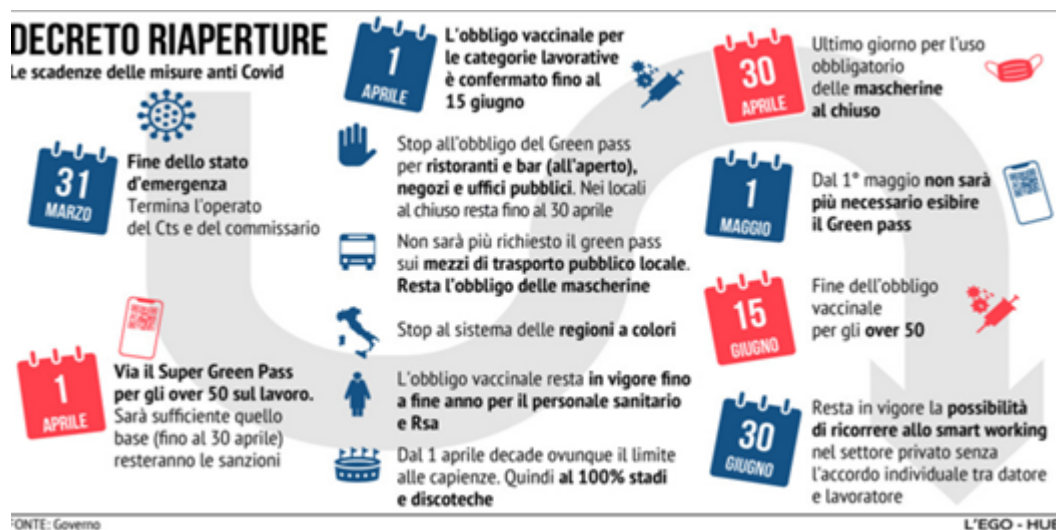 DECRETO RIAPERTURE
Le scadenze delle misure anti Covid
31
MARZO
Fine dello stato
d'emergenza
Termina l'operato
del Cts e del commissario
1
APRILE
Via il Super Green Pass
per gli over 50 sul lavoro.
Sarà sufficiente quello
base (fino al 30 aprile)
resteranno le sanzioni
1
APRILE
L'obbligo vaccinale per
le categorie lavorative
è confermato fino al
15 giugno
Stop all'obbligo del Green pass
per ristoranti e bar (all'aperto),
negozi e uffici pubblici. Nei locali
al chiuso resta fino al 30 aprile
Non sarà più richiesto il green pass
sui mezzi di trasporto pubblico locale.
Resta l'obbligo delle mascherine
Stop al sistema delle regioni a colori
L'obbligo vaccinale resta in vigore fino
a fine anno per il personale sanitario
e Rsa
Dal 1 aprile decade ovunque il limite
alle capienze. Quindi al 100% stadi
e discoteche
30
APRILE
Ultimo giorno per l'uso
obbligatorio
delle mascherine
al chiuso
1
MAGGIO
Dal 1° maggio non sarà
più necessario esibire
il Green pass
15
GIUGNO
Fine dell'obbligo
vaccinale
per gli over 50
30
GIUGNO
Resta in vigore la possibilità
di ricorrere allo smart working
nel settore privato senza
l'accordo individuale tra datore
e lavoratore
FONTE: Governo
L'EGO - HUB